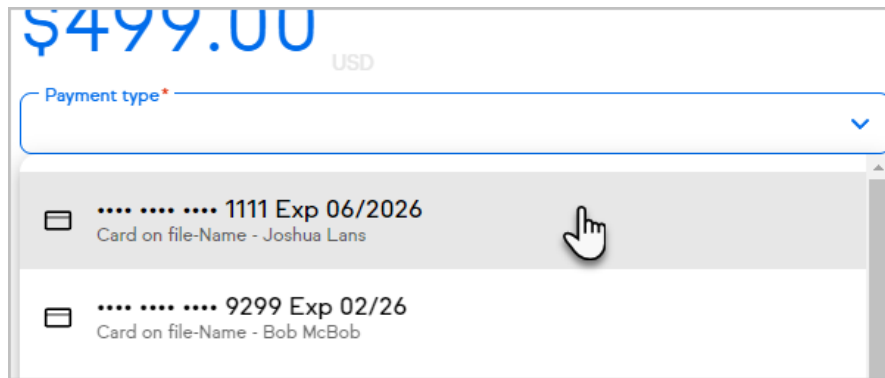 $499.00
USD
Payment type*
•••• •••• •••• 1111 Exp 06/2026
Card on file-Name - Joshua Lans
•••• •••• •••• 9299 Exp 02/26
Card on file-Name - Bob McBob